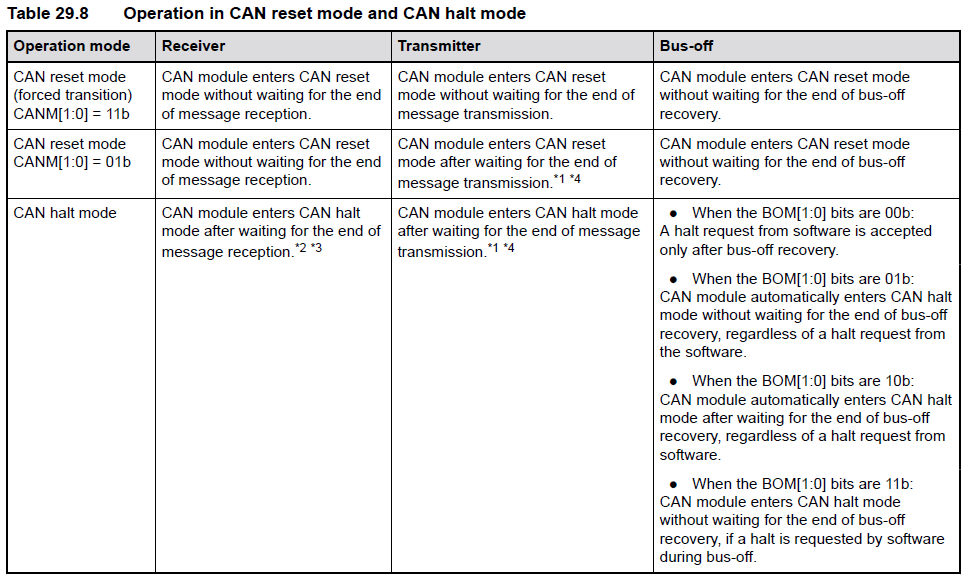 Table 29.8 Operation in CAN reset mode and CAN halt mode
Operation mode Receiver Transmitter Bus-off
CAN reset mode
(forced transition)
CANM[1:0] = 11b
CAN module enters CAN reset
mode without waiting for the end
of message reception.
CAN module enters CAN reset
mode without waiting for the end of
message transmission.
CAN module enters CAN reset mode
without waiting for the end of bus-off
recovery.
CAN reset mode
CANM[1:0] = 01b
CAN module enters CAN reset
mode without waiting for the end
of message reception.
CAN module enters CAN reset
mode after waiting for the end of
message transmission.*1 *4
CAN module enters CAN reset mode
without waiting for the end of bus-off
recovery.
CAN halt mode
CAN module enters CAN halt
mode after waiting for the end of
message reception.*2 *3
CAN module enters CAN halt mode
after waiting for the end of message
transmission.*1 *4
● When the BOM[1:0] bits are 00b:
A halt request from software is accepted
only after bus-off recovery.
● When the BOM[1:0] bits are 01b:
CAN module automatically enters CAN halt
mode without waiting for the end of bus-off
recovery, regardless of a halt request from
the software.
● When the BOM[1:0] bits are 10b:
CAN module automatically enters CAN halt
mode after waiting for the end of bus-off
recovery, regardless of a halt request from
software.
● When the BOM[1:0] bits are 11b:
CAN module enters CAN halt mode
without waiting for the end of bus-off
recovery, if a halt is requested by software
during bus-off.